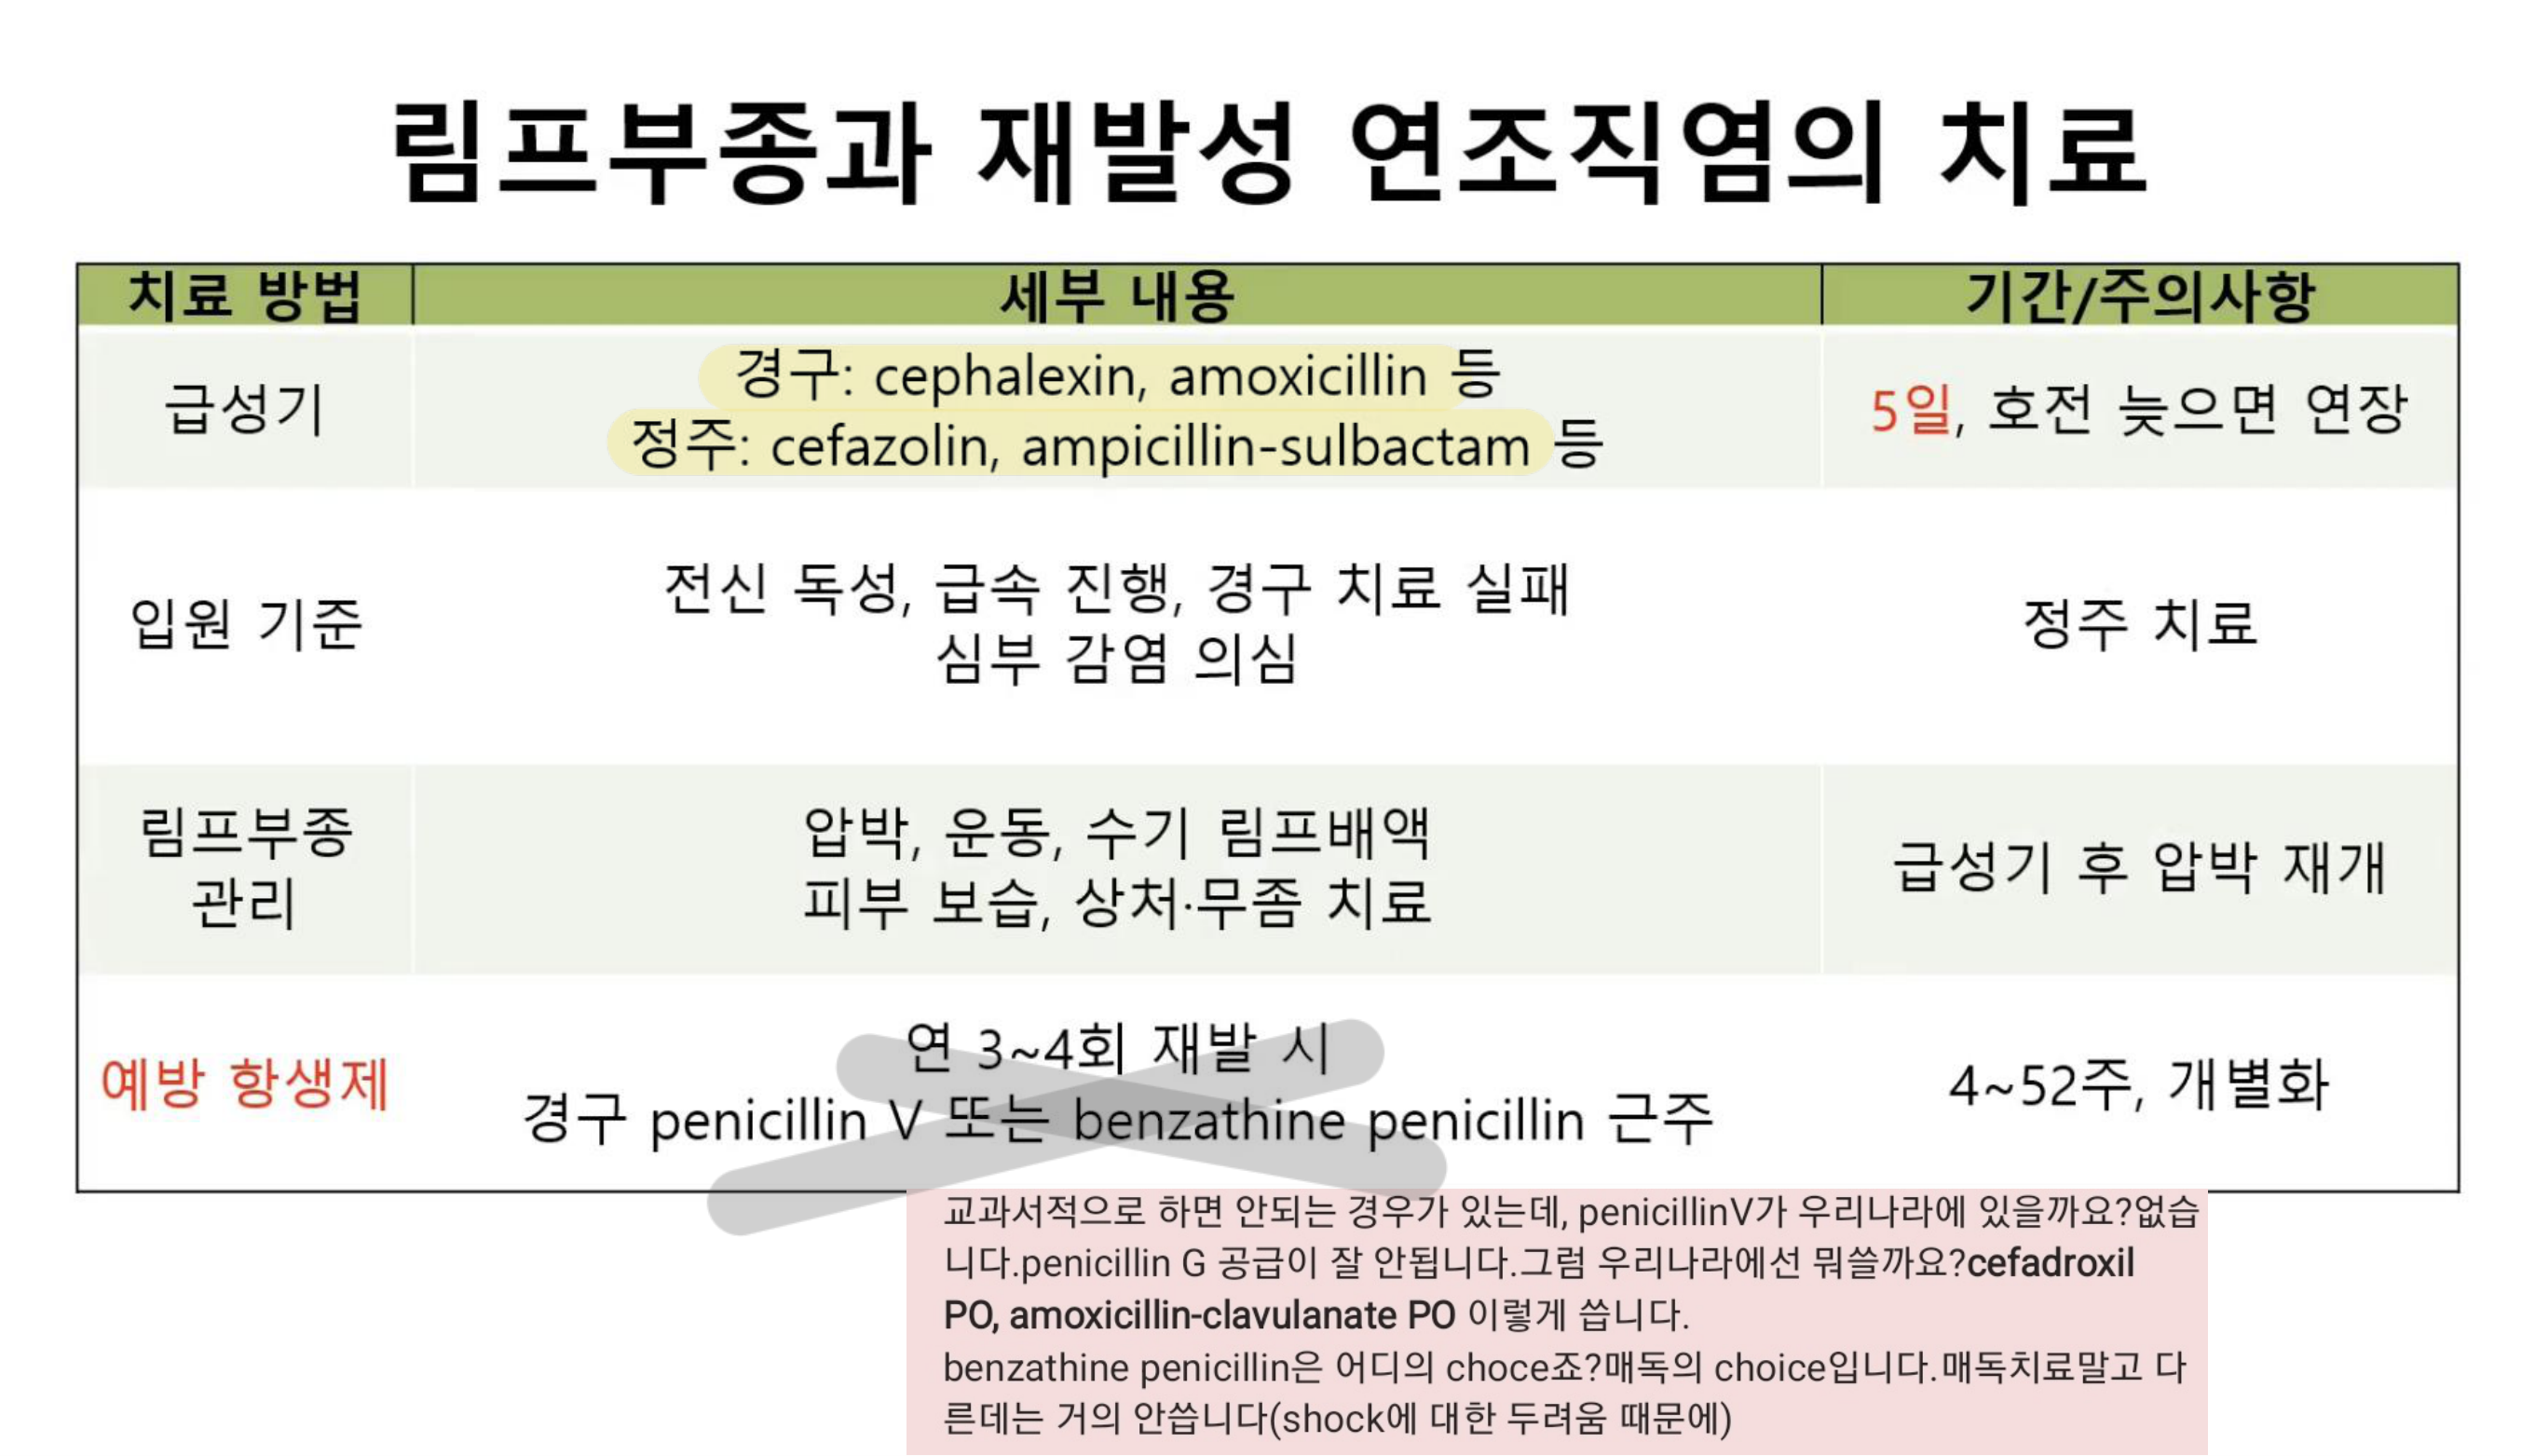 림프부종과 재발성 연조직염의 치료
치료 방법 세부 내용 기간/주의사항
급성기
경구: cephalexin, amoxicillin 등
정주: cefazolin, ampicillin-sulbactam 등
5일, 호전 늦으면 연장
입원 기준
전신 독성, 급속 진행, 경구 치료 실패
심부 감염 의심
정주 치료
림프부종
관리
압박, 운동, 수기 림프배액
피부 보습, 상처·무좀 치료
급성기 후 압박 재개
예방 항생제
연 3~4회 재발 시
경구 penicillin V 또는 benzathine penicillin 근주
4~52주, 개별화
교과서적으로 하면 안되는 경우가 있는데, penicillinV가 우리나라에 있을까요?없습
니다.penicillin G 공급이 잘 안됩니다.그럼 우리나라에선 뭐쓸까요?cefadroxil
PO, amoxicillin-clavulanate PO 이렇게 씁니다.
benzathine penicillin은 어디의 choce죠?매독의 choice입니다.매독치료말고 다
른데는 거의 안씁니다(shock에 대한 두려움 때문에)